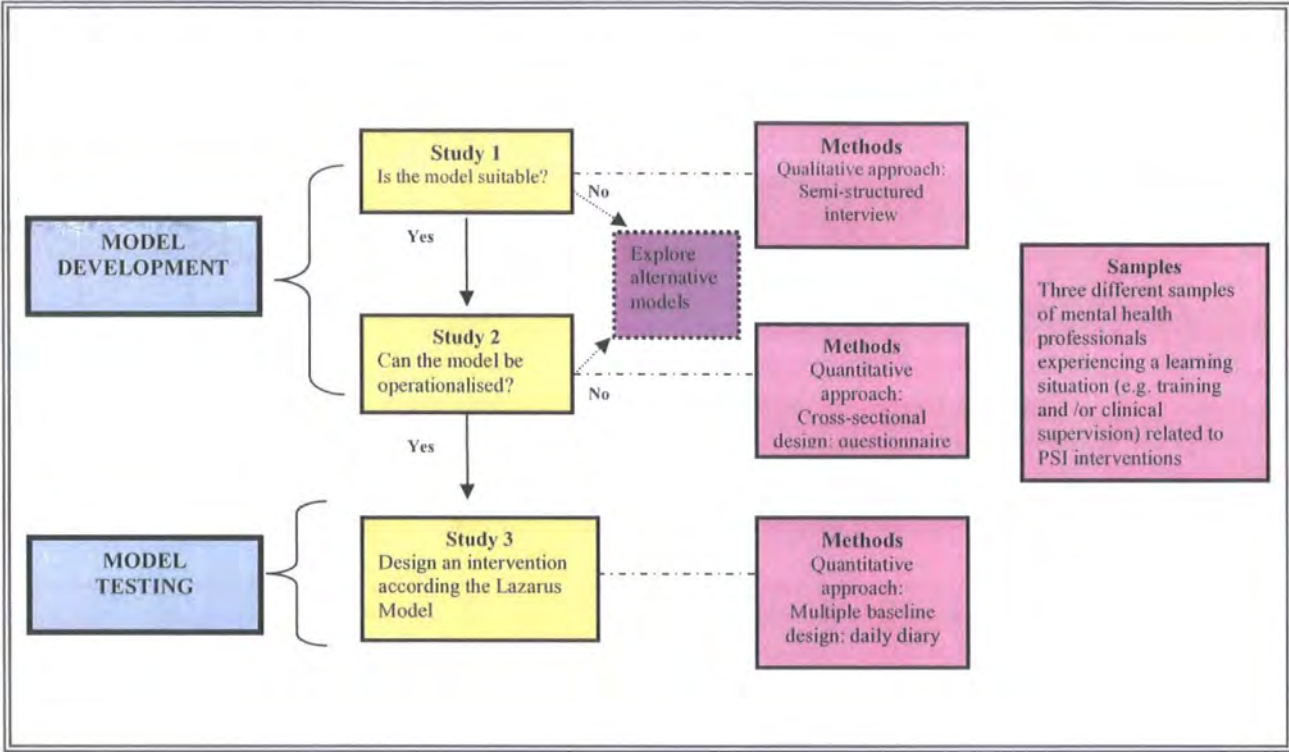 MODEL
DEVELOPMENT
Study 1
Is the model suitable?
No
Yes
Explore
alternative
models
Study 2
Can the model be
operationalised?
No
Yes
MODEL
TESTING
Study 3
Design an intervention
according the Lazarus
Model
Methods
Qualitative approach:
Semi-structured
interview
Methods
Quantitative
approach:
Cross-sectional
design: questionnaire
Methods
Quantitative
approach:
Multiple baseline
design: daily diary
Samples
Three different samples
of mental health
professionals
experiencing a learning
situation (e.g. training
and /or clinical
supervision) related to
PSI interventions